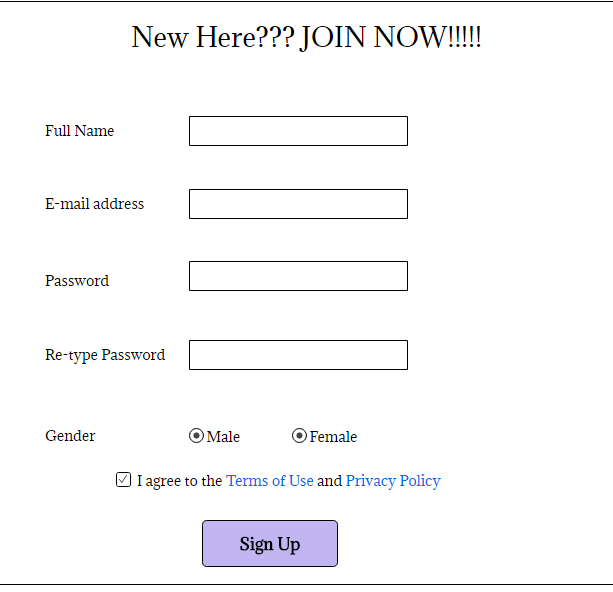 New Here??? JOIN NOW!!!!!
Full Name
E-mail address
Password
Re-type Password
Gender Male Female
I agree to the Terms of Use and Privacy Policy
Sign Up